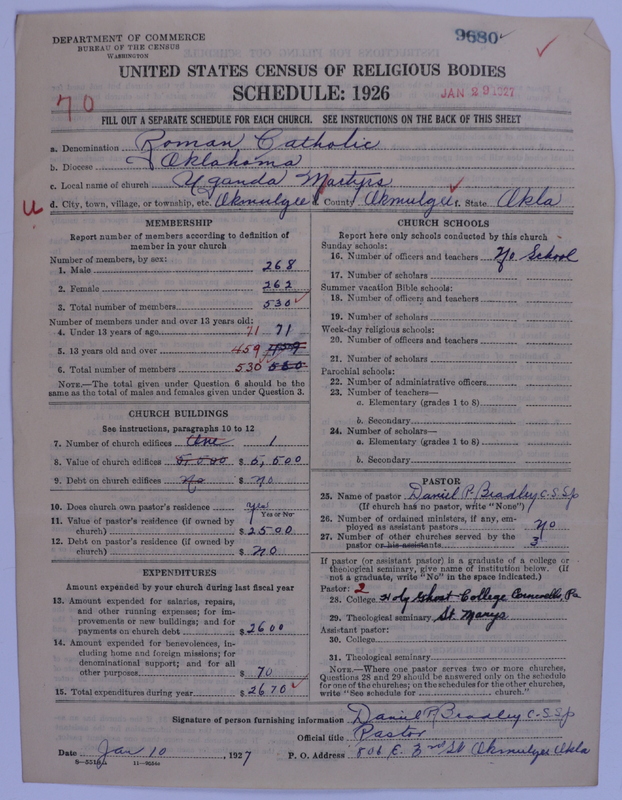 DEPARTMENT OF COMMERCE
BUREAU OF THE CENSUS
WASHINGTON
9680
UNITED STATES CENSUS OF RELIGIOUS BODIES
SCHEDULE: 1926
JAN 29 1927
70
FILL OUT A SEPARATE SCHEDULE FOR EACH CHURCH. SEE INSTRUCTIONS ON THE BACK OF THIS SHEET
a. Denomination Roman Catholic
b. Diocese Oklahoma
c. Local name of church Uganda Martyrs
u
d. City, town, village, or township, etc. Okmulgee e. County Okmulgee f. State Okla
MEMBERSHIP
Report number of members according to definition of
member in your church
Number of members, by sex:
1. Male 268
2. Female 262
3. Total number of members 530
Number of members under and over 13 years old:
4. Under 13 years of age 71 71
5. 13 years old and over 459 459
6. Total number of members 530 530
NOTE.—The total given under Question 6 should be the
same as the total of males and females given under Question 3.
CHURCH BUILDINGS
See instructions, paragraphs 10 to 12
7. Number of church edifices One 1
8. Value of church edifices $ 5,500
9. Debt on church edifices No $ no
10. Does church own pastor's residence yes
Yes or No
11. Value of pastor's residence (if owned by
church) $ 2500
12. Debt on pastor's residence (if owned by
church) $ no
EXPENDITURES
Amount expended by your church during last fiscal year
13. Amount expended for salaries, repairs,
and other running expense; for im-
provements or new buildings; and for
payments on church debt $ 2600
14. Amount expended for benevolences, in-
cluding home and foreign missions; for
denominational support; and for all
other purposes $ 70
15. Total expenditures during year $ 2670
CHURCH SCHOOLS
Report here only schools conducted by this church
Sunday schools:
16. Number of officers and teachers No School
17. Number of scholars
Summer vacation Bible schools:
18. Number of officers and teachers
19. Number of scholars
Week-day religious schools:
20. Number of officers and teachers
21. Number of scholars
Parochial schools:
22. Number of administrative officers
23. Number of teachers—
a. Elementary (grades 1 to 8)
b. Secondary
24. Number of scholars—
a. Elementary (grades 1 to 8)
b. Secondary
PASTOR
25. Name of pastor Daniel P. Bradley C.S.Sp
(If church has no pastor, write "None")
26. Number of ordained ministers, if any, em-
ployed as assistant pastors No
27. Number of other churches served by the
pastor or his assistants 3
If pastor (or assistant pastor) is a graduate of a college or
theological seminary, give name of institution below. (If
not a graduate, write "No" in the space indicated.)
Pastor: 2
28. College Holy Ghost College Cornwells, Pa
29. Theological seminary St. Marys
Assistant pastor:
30. College
31. Theological seminary
NOTE.—Where one pastor serves two or more churches,
Questions 28 and 29 should be answered only on the schedule
for one of the churches; on the schedules for the other churches,
write "See schedule for church."
Signature of person furnishing information Daniel P Bradley C.S.Sp
Official title Pastor
Date Jan 10, 1927 P. O. Address 806 E. 3rd St Okmulgee Okla